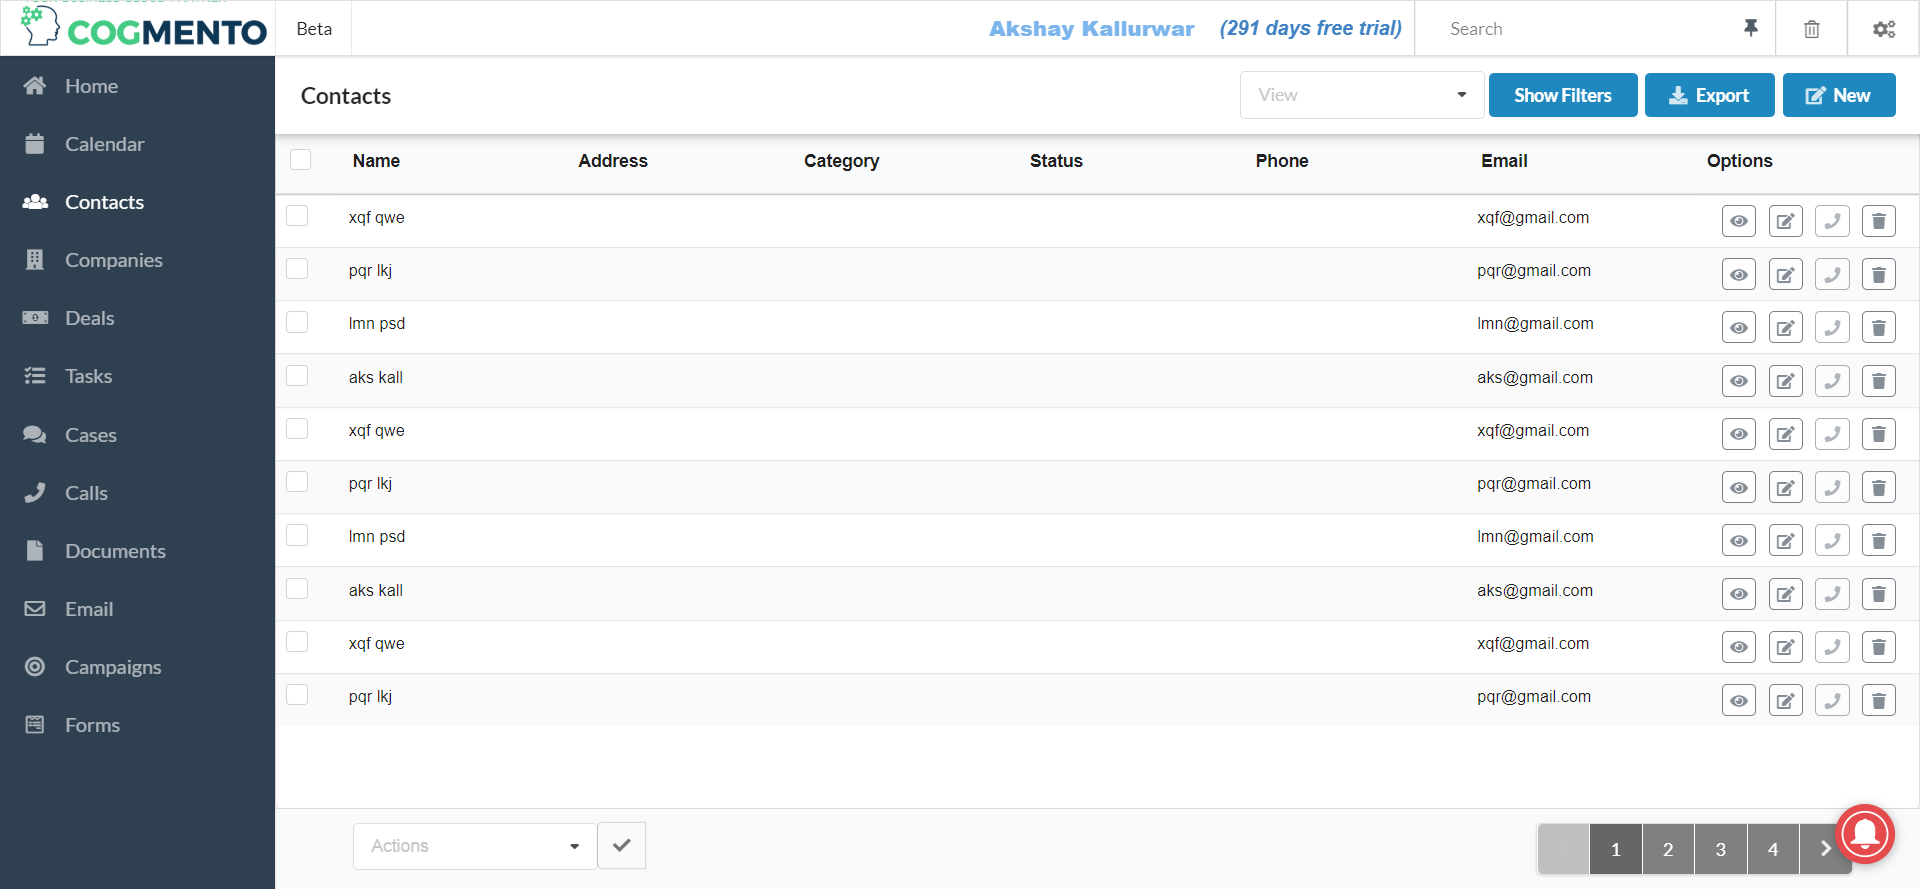 COGMENTO
Beta
Akshay Kallurwar (291 days free trial)
Search
Home
Calendar
Contacts
Companies
Deals
Tasks
Cases
Calls
Documents
Email
Campaigns
Forms
Contacts
View
Show Filters
Export
New
Name Address Category Status Phone Email Options
xqf qwe xqf@gmail.com
pqr lkj pqr@gmail.com
lmn psd lmn@gmail.com
aks kall aks@gmail.com
xqf qwe xqf@gmail.com
pqr lkj pqr@gmail.com
lmn psd lmn@gmail.com
aks kall aks@gmail.com
xqf qwe xqf@gmail.com
pqr lkj pqr@gmail.com
Actions
1 2 3 4